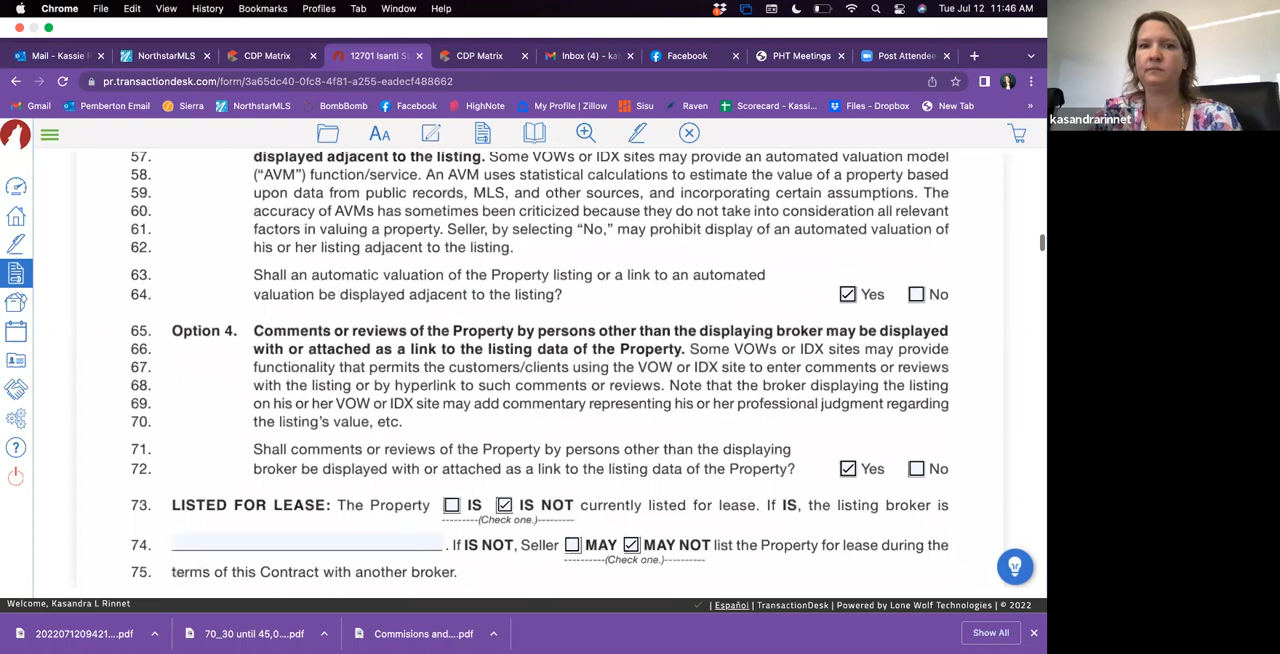 Chrome File Edit View History Bookmarks Profiles Tab Window Help Tue Jul 12 11:46 AM
Mail - Kassie NorthstarMLS CDP Matrix 12701 Isanti S CDP Matrix Inbox (4) - ka Facebook PHT Meetings Post Attendee
pr.transactiondesk.com/form/3a65dc40-0fc8-4f81-a255-eadecf488662
Gmail Pemberton Email Sierra NorthstarMLS BombBomb Facebook HighNote My Profile | Zillow Sisu Raven Scorecard - Kassi... Files - Dropbox New Tab »
kasandrarinnet
57. displayed adjacent to the listing. Some VOWs or IDX sites may provide an automated valuation model
58. ("AVM") function/service. An AVM uses statistical calculations to estimate the value of a property based
59. upon data from public records, MLS, and other sources, and incorporating certain assumptions. The
60. accuracy of AVMs has sometimes been criticized because they do not take into consideration all relevant
61. factors in valuing a property. Seller, by selecting "No," may prohibit display of an automated valuation of
62. his or her listing adjacent to the listing.
63. Shall an automatic valuation of the Property listing or a link to an automated
64. valuation be displayed adjacent to the listing? Yes No
65. Option 4. Comments or reviews of the Property by persons other than the displaying broker may be displayed
66. with or attached as a link to the listing data of the Property. Some VOWs or IDX sites may provide
67. functionality that permits the customers/clients using the VOW or IDX site to enter comments or reviews
68. with the listing or by hyperlink to such comments or reviews. Note that the broker displaying the listing
69. on his or her VOW or IDX site may add commentary representing his or her professional judgment regarding
70. the listing's value, etc.
71. Shall comments or reviews of the Property by persons other than the displaying
72. broker be displayed with or attached as a link to the listing data of the Property? Yes No
73. LISTED FOR LEASE: The Property IS IS NOT currently listed for lease. If IS, the listing broker is
---------(Check one.)---------
74. . If IS NOT, Seller MAY MAY NOT list the Property for lease during the
----------(Check one.)----------
75. terms of this Contract with another broker.
Welcome, Kasandra L Rinnet | Español | TransactionDesk | Powered by Lone Wolf Technologies | © 2022
2022071209421....pdf 70_30 until 45,0....pdf Commisions and....pdf Show All